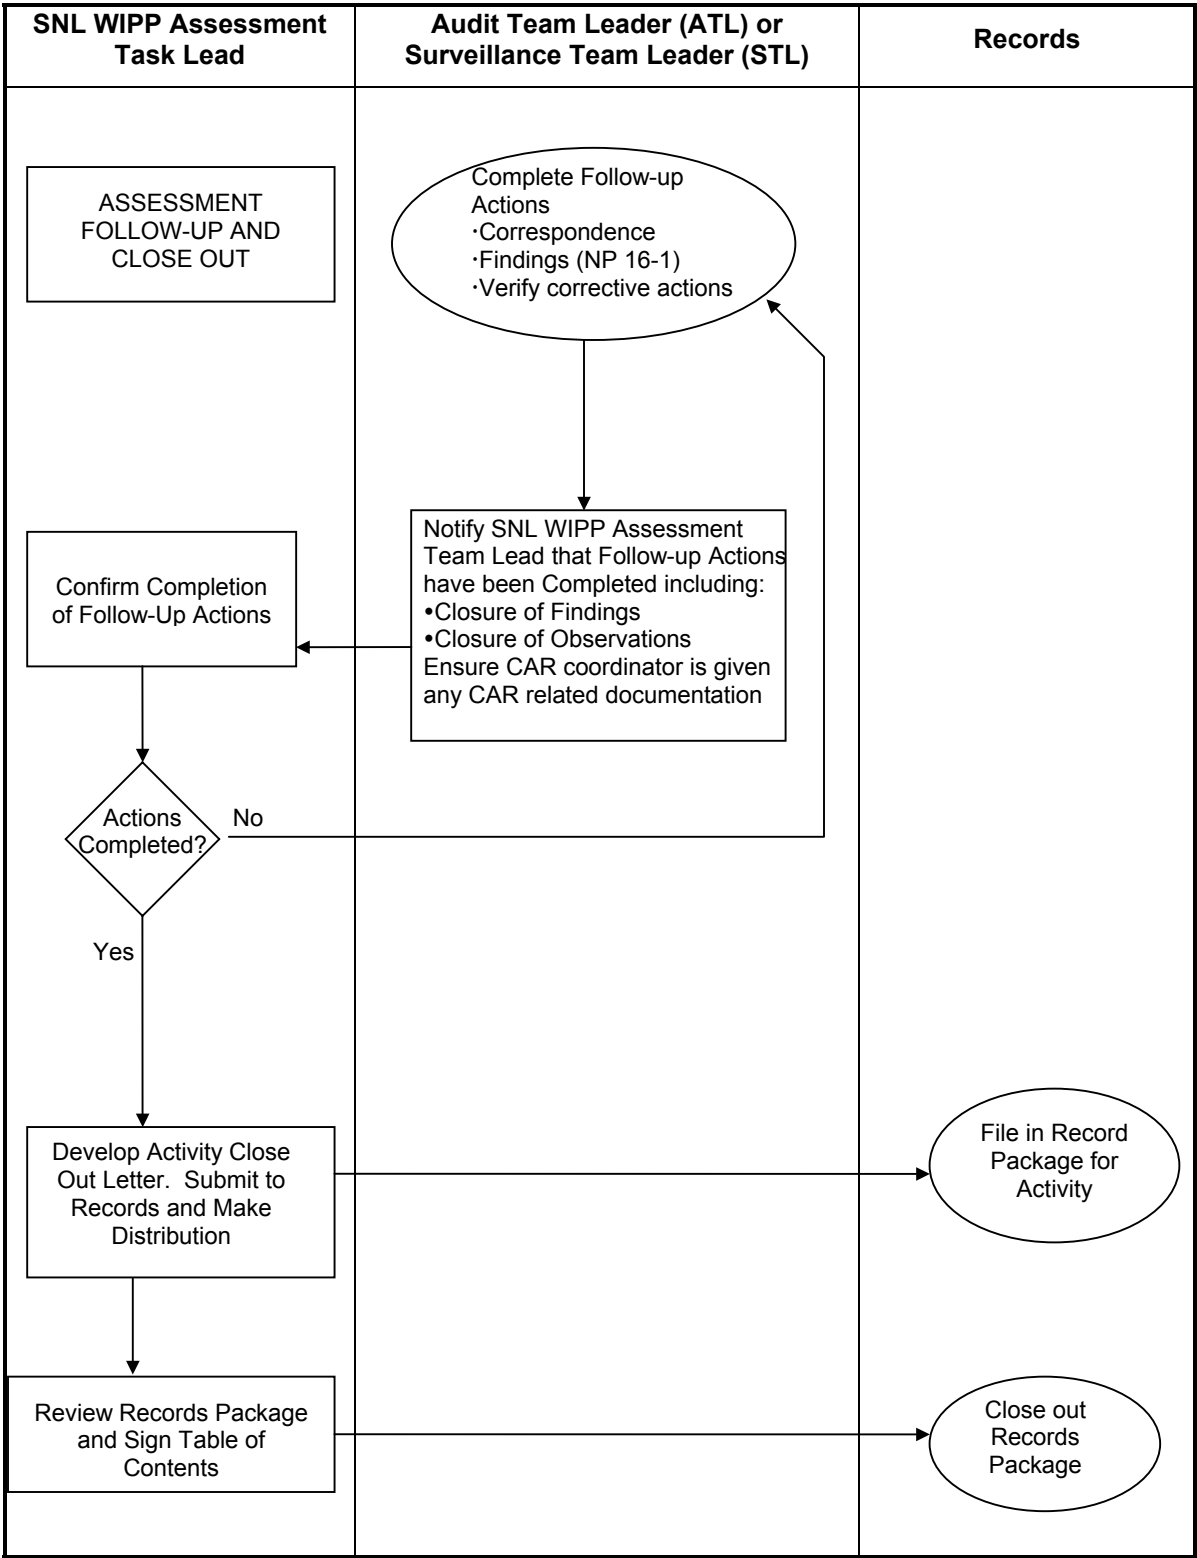 SNL WIPP Assessment
Task Lead
Audit Team Leader (ATL) or
Surveillance Team Leader (STL)
Records
ASSESSMENT
FOLLOW-UP AND
CLOSE OUT
Complete Follow-up
Actions
·Correspondence
·Findings (NP 16-1)
·Verify corrective actions
Notify SNL WIPP Assessment
Team Lead that Follow-up Actions
have been Completed including:
•Closure of Findings
•Closure of Observations
Ensure CAR coordinator is given
any CAR related documentation
Confirm Completion
of Follow-Up Actions
Actions
Completed?
No
Yes
Develop Activity Close
Out Letter. Submit to
Records and Make
Distribution
File in Record
Package for
Activity
Review Records Package
and Sign Table of
Contents
Close out
Records
Package